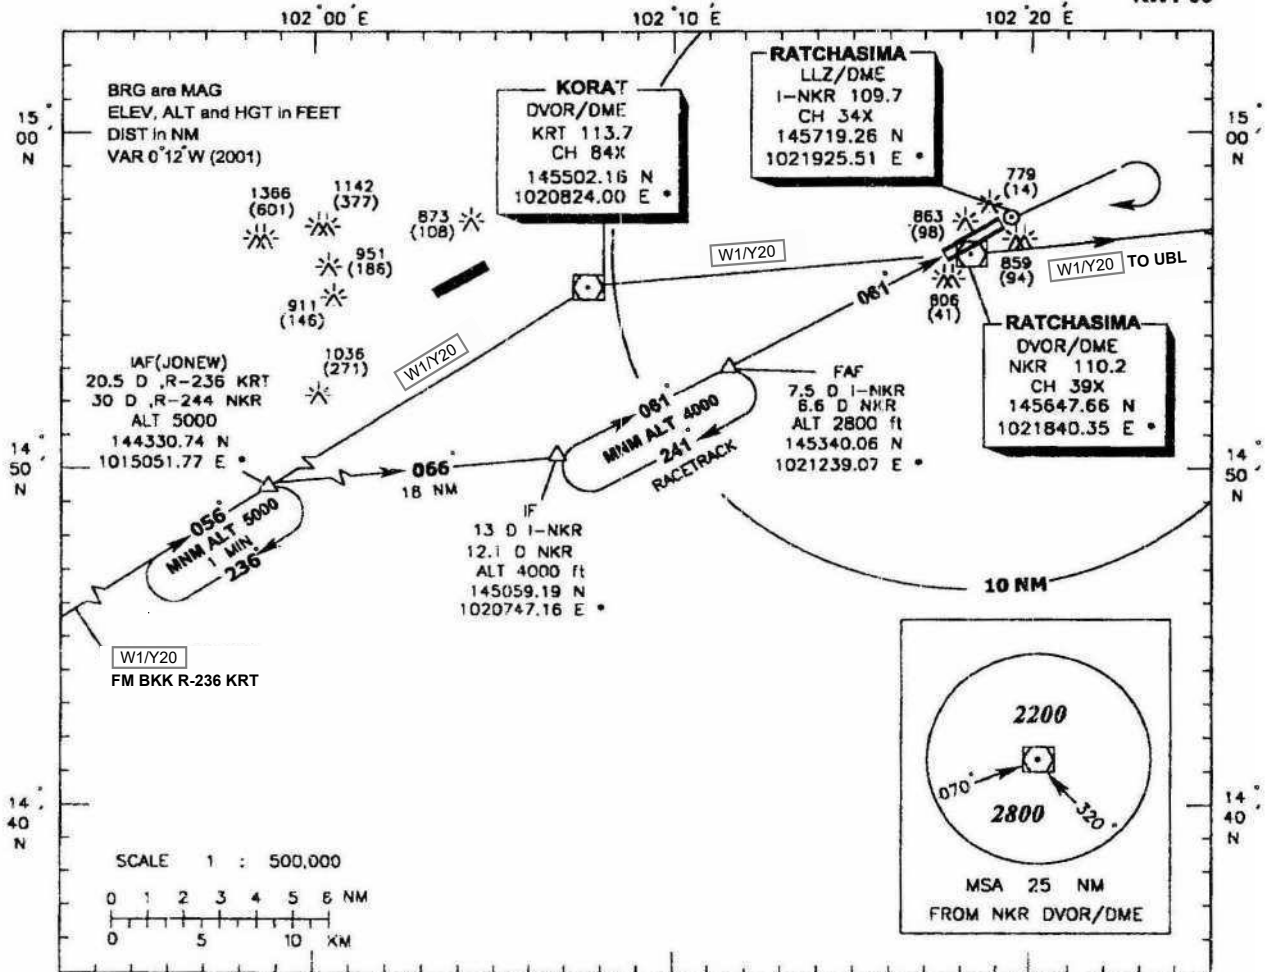 102°00'E
102°10'E
102°20'E
BRG are MAG
ELEV, ALT and HGT in FEET
DIST in NM
VAR 0°12'W (2001)
15°
00'
N
15°
00'
N
KORAT
DVOR/DME
KRT 113.7
CH 84X
145502.16 N
1020824.00 E *
RATCHASIMA
LLZ/DME
I-NKR 109.7
CH 34X
145719.26 N
1021925.51 E *
1366
(601)
1142
(377)
873
(108)
951
(186)
911
(146)
1036
(271)
779
(14)
863
(98)
859
(94)
806
(41)
W1/Y20
W1/Y20
W1/Y20 TO UBL
061°
RATCHASIMA
DVOR/DME
NKR 110.2
CH 39X
145647.66 N
1021840.35 E *
IAF(JONEW)
20.5 D ,R-236 KRT
30 D ,R-244 NKR
ALT 5000
144330.74 N
1015051.77 E *
FAF
7.5 D I-NKR
6.6 D NKR
ALT 2800 ft
145340.06 N
1021239.07 E *
061°
MNM ALT 4000
241°
RACETRACK
14°
50'
N
14°
50'
N
066°
18 NM
056°
MNM ALT 5000
1 MIN
236°
IF
13 D I-NKR
12.1 D NKR
ALT 4000 ft
145059.19 N
1020747.16 E *
10 NM
W1/Y20
FM BKK R-236 KRT
2200
070°
2800
320°
MSA 25 NM
FROM NKR DVOR/DME
14°
40'
N
14°
40'
N
SCALE 1 : 500,000
0 1 2 3 4 5 6 NM
0 5 10 KM